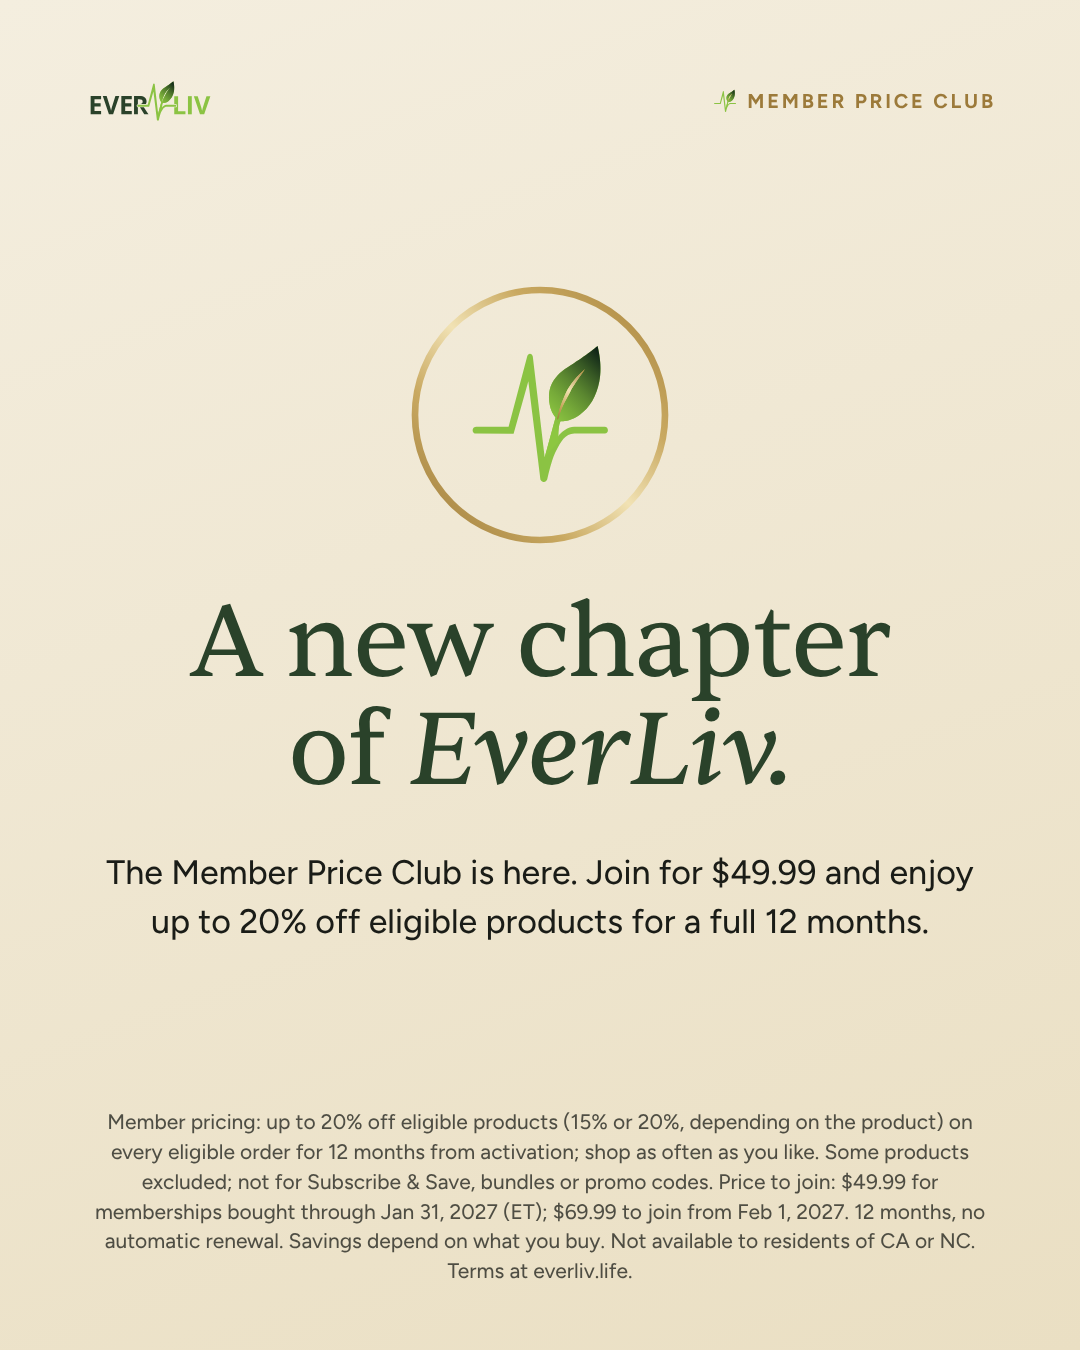 EVERLIV
MEMBER PRICE CLUB
A new chapter
of EverLiv.
The Member Price Club is here. Join for $49.99 and enjoy
up to 20% off eligible products for a full 12 months.
Member pricing: up to 20% off eligible products (15% or 20%, depending on the product) on
every eligible order for 12 months from activation; shop as often as you like. Some products
excluded; not for Subscribe & Save, bundles or promo codes. Price to join: $49.99 for
memberships bought through Jan 31, 2027 (ET); $69.99 to join from Feb 1, 2027. 12 months, no
automatic renewal. Savings depend on what you buy. Not available to residents of CA or NC.
Terms at everliv.life.